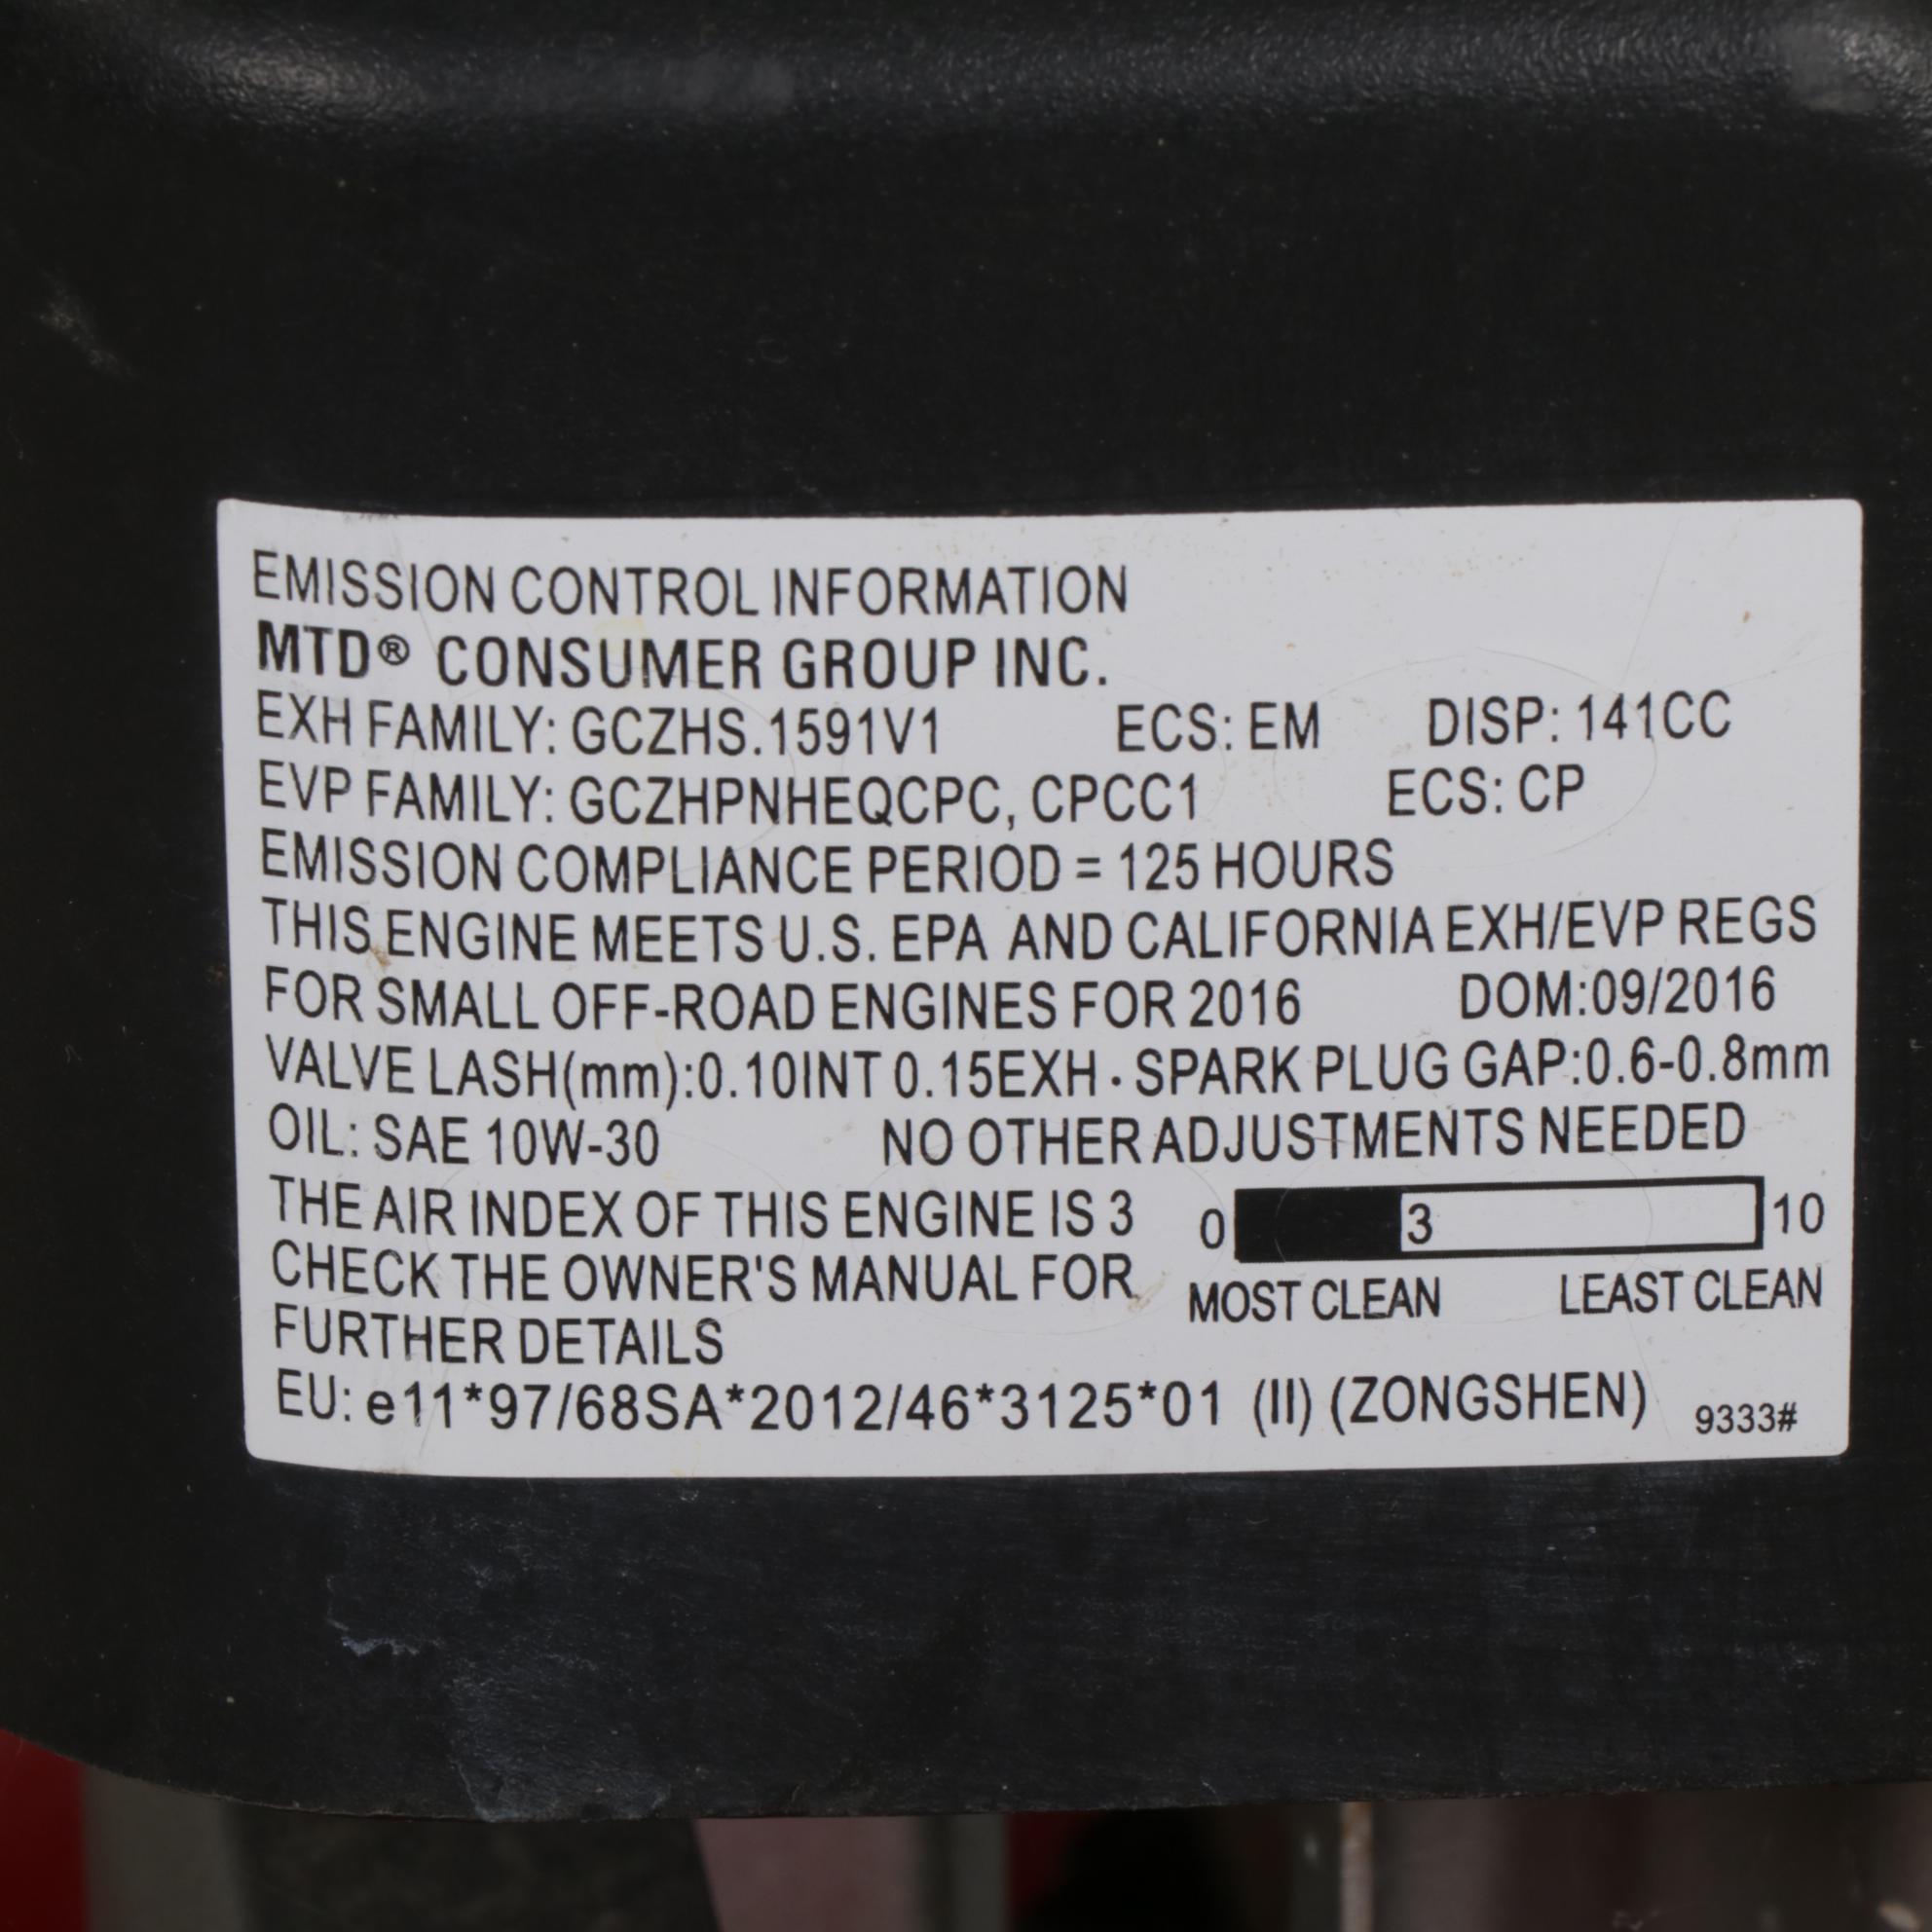 EMISSION CONTROL INFORMATION
MTD® CONSUMER GROUP INC.
EXH FAMILY: GCZHS.1591V1 ECS: EM DISP: 141CC
EVP FAMILY: GCZHPNHEQCPC, CPCC1 ECS: CP
EMISSION COMPLIANCE PERIOD = 125 HOURS
THIS ENGINE MEETS U.S. EPA AND CALIFORNIA EXH/EVP REGS
FOR SMALL OFF-ROAD ENGINES FOR 2016 DOM:09/2016
VALVE LASH(mm):0.10INT 0.15EXH · SPARK PLUG GAP:0.6-0.8mm
OIL: SAE 10W-30 NO OTHER ADJUSTMENTS NEEDED
THE AIR INDEX OF THIS ENGINE IS 3 0 3 10
CHECK THE OWNER'S MANUAL FOR MOST CLEAN LEAST CLEAN
FURTHER DETAILS
EU: e11*97/68SA*2012/46*3125*01 (II) (ZONGSHEN) 9333#